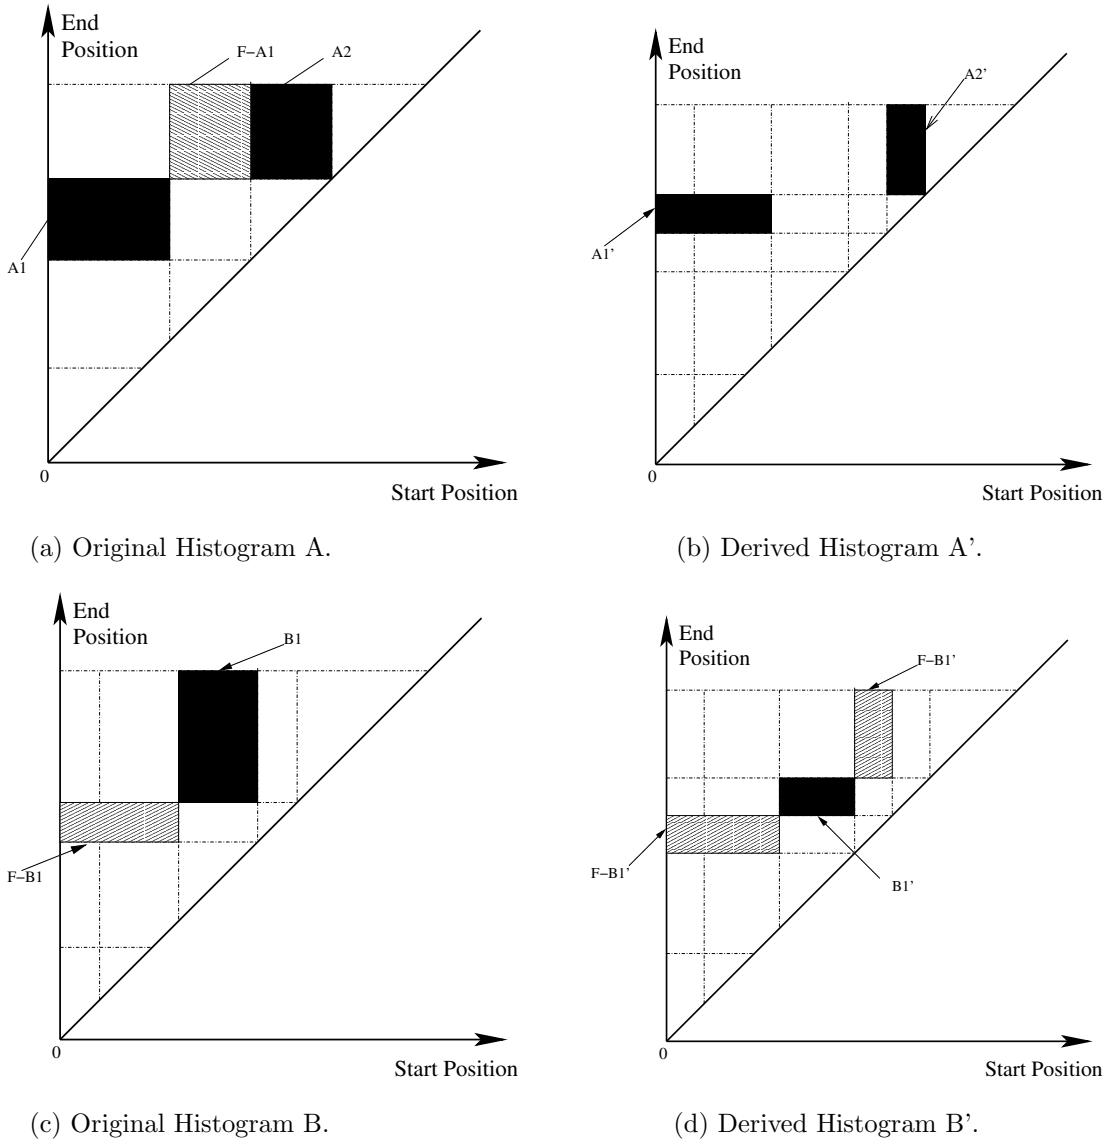 End
Position
F−A1
A2
A1
0
Start Position
(a) Original Histogram A.
End
Position
A2’
A1’
0
Start Position
(b) Derived Histogram A’.
End
Position
B1
F−B1
0
Start Position
(c) Original Histogram B.
End
Position
F−B1’
F−B1’
B1’
0
Start Position
(d) Derived Histogram B’.